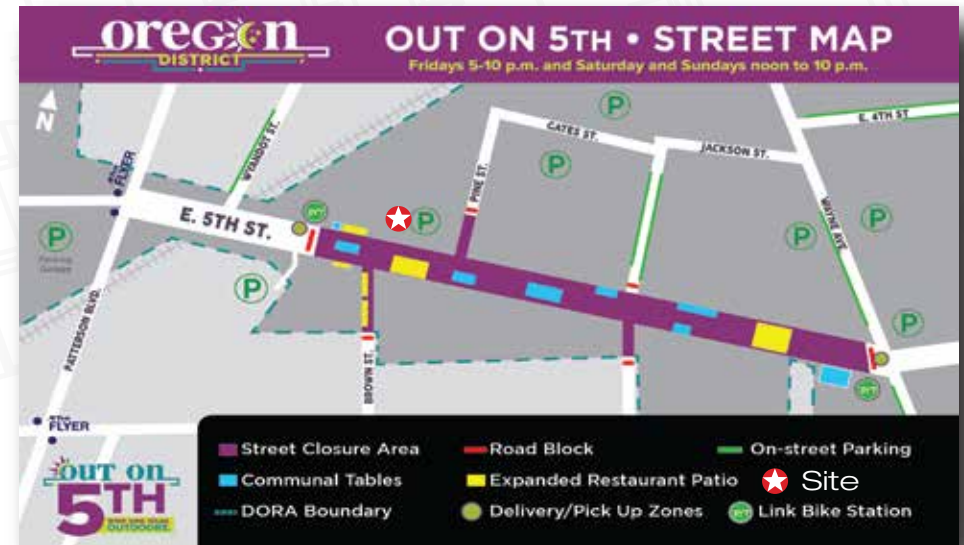 OREGON
DISTRICT
OUT ON 5TH • STREET MAP
Fridays 5-10 p.m. and Saturday and Sundays noon to 10 p.m.
N
P
GATES ST.
E. 4TH ST
WYANDOT ST.
P
JACKSON ST.
FLYER
PINE ST.
E. 5TH ST.
P
WAYNE AVE
P
P
Parking
Garage
P
P
PATTERSON BLVD.
BROWN ST.
FLYER
Street Closure Area
Road Block
On-street Parking
Communal Tables
Expanded Restaurant Patio
Site
DORA Boundary
Delivery/Pick Up Zones
Link Bike Station
out on
5TH
OUTDOORS.